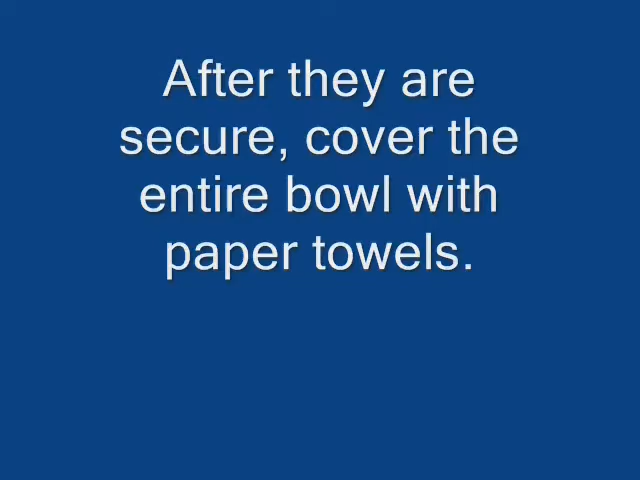 After they are
secure, cover the
entire bowl with
paper towels.